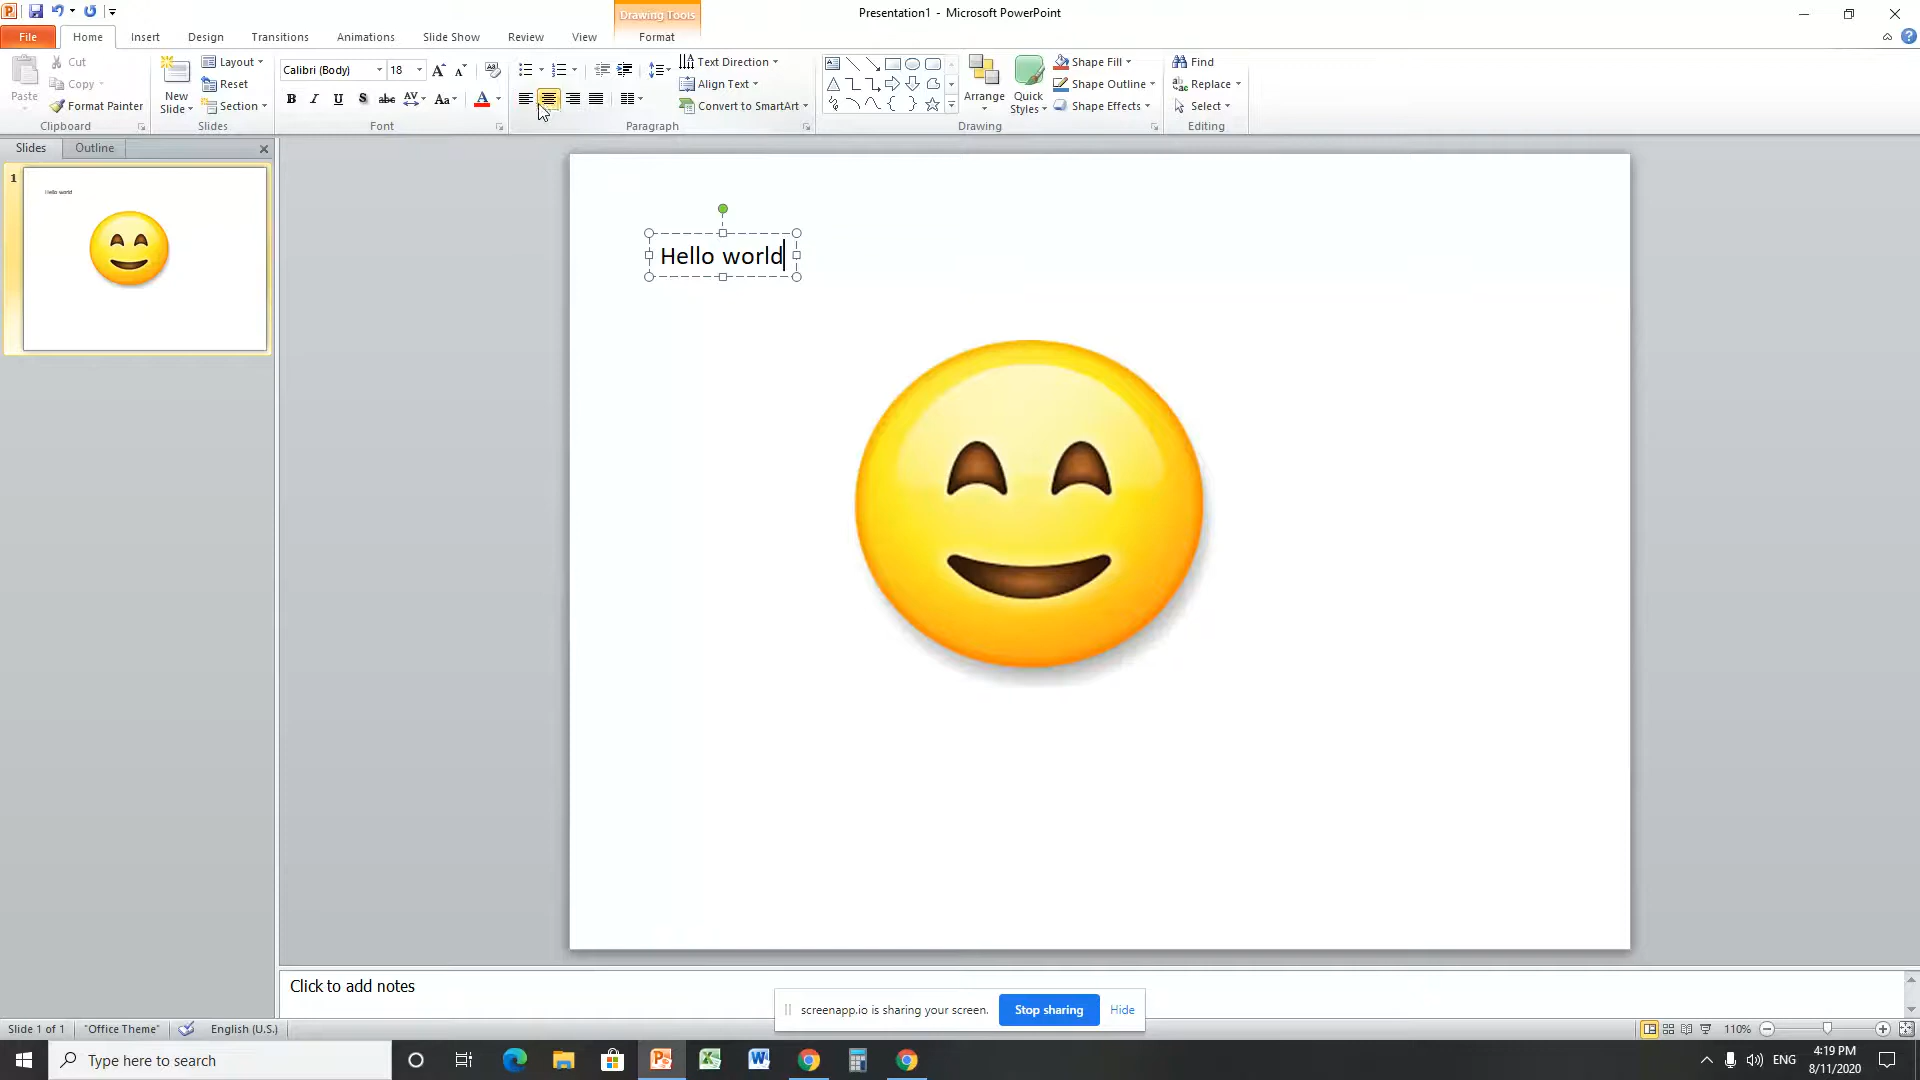 Drawing Tools
Presentation1 - Microsoft PowerPoint
File Home Insert Design Transitions Animations Slide Show Review View Format
Paste
Cut
Copy
Format Painter
Clipboard
New Slide
Layout
Reset
Section
Slides
Calibri (Body) 18
B I U S abc AV Aa A
Font
Text Direction
Align Text
Convert to SmartArt
Paragraph
Arrange
Quick Styles
Shape Fill
Shape Outline
Shape Effects
Drawing
Find
Replace
Select
Editing
Slides Outline
1
Hello world
Hello world
Click to add notes
screenapp.io is sharing your screen. Stop sharing Hide
Slide 1 of 1 "Office Theme" English (U.S.) 110%
Type here to search
ENG
4:19 PM
8/11/2020